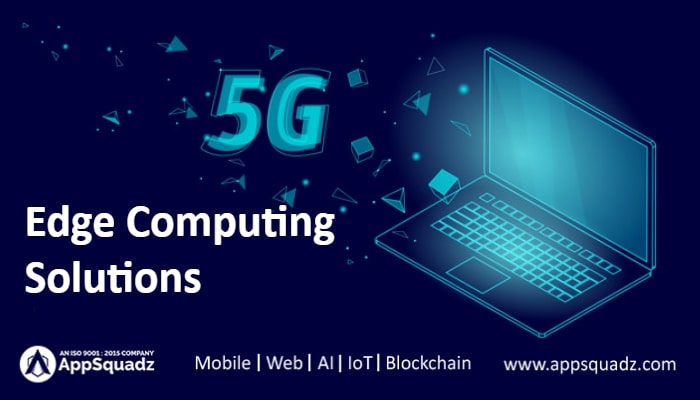 5G
Edge Computing
Solutions
AN ISO 9001 : 2015 COMPANY
AppSquadz
Mobile | Web | AI | IoT | Blockchain
www.appsquadz.com